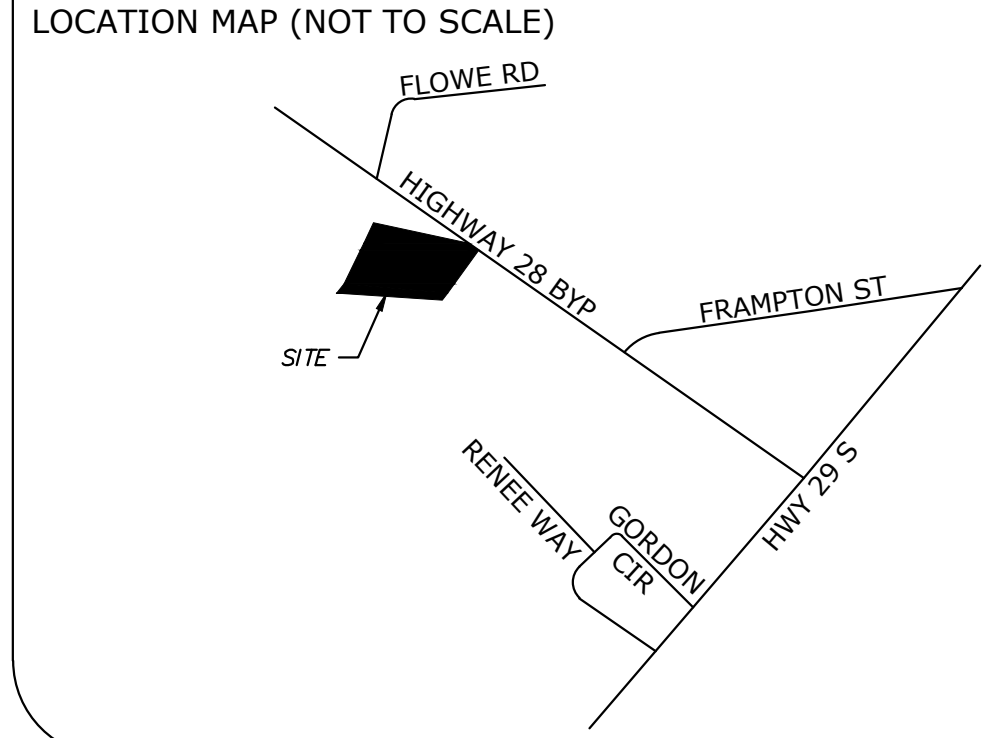 LOCATION MAP (NOT TO SCALE)
FLOWE RD
HIGHWAY 28 BYP
FRAMPTON ST
SITE
RENEE WAY
GORDON
CIR
HWY 29 S